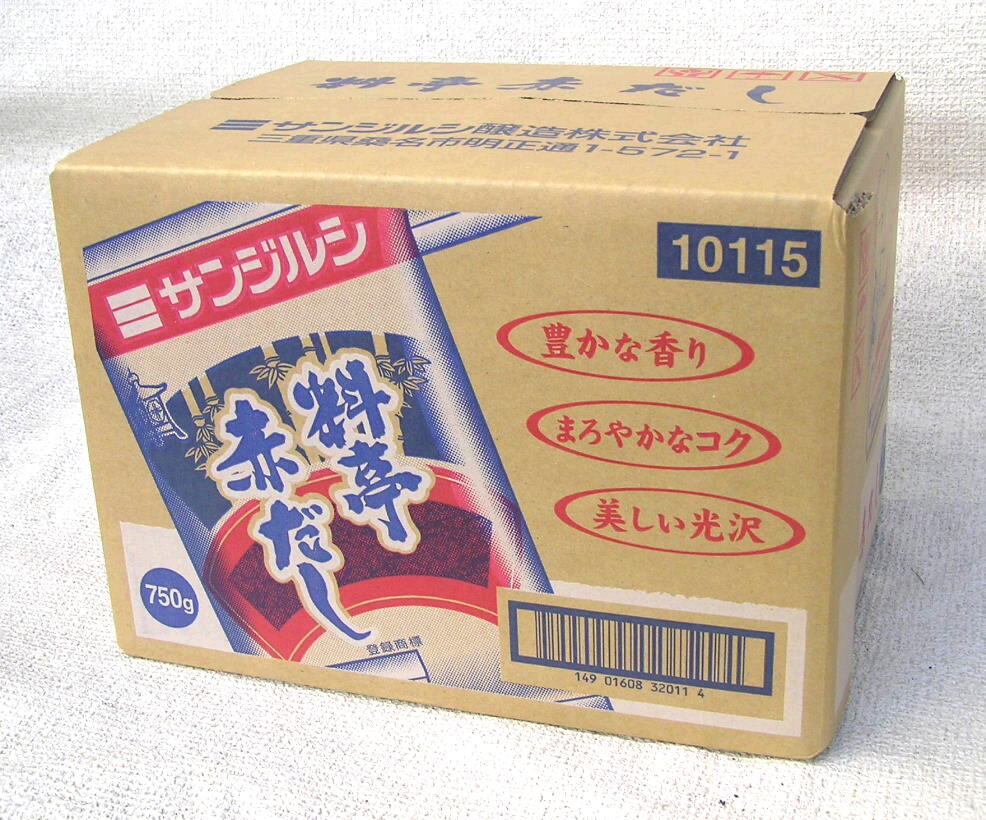 料亭赤だし
サンジルシ醸造株式会社
三重県桑名市明正通1-572-1
サンジルシ
10115
豊かな香り
まろやかなコク
美しい光沢
料亭
赤だし
750g
登録商標
149 01608 32011 4